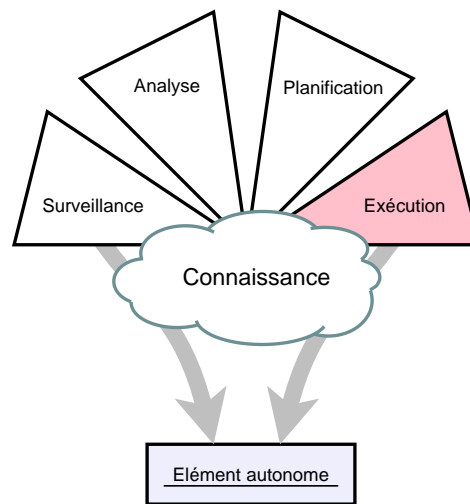 Analyse
Planification
Surveillance
Exécution
Connaissance
Elément autonome